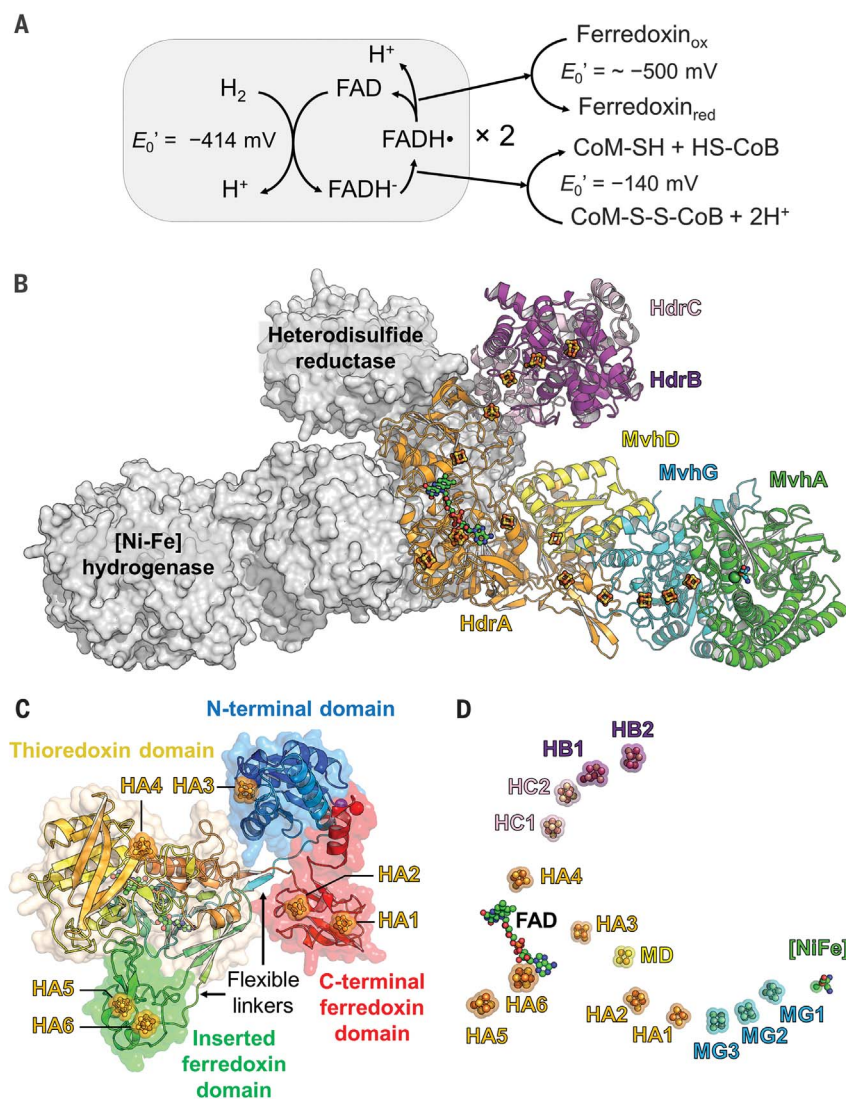 A
H⁺
Ferredoxinox
H₂
FAD
E₀' = ~ −500 mV
Ferredoxinred
E₀' = −414 mV
FADH•
× 2
CoM-SH + HS-CoB
H⁺
FADH⁻
E₀' = −140 mV
CoM-S-S-CoB + 2H⁺
B
Heterodisulfide
reductase
HdrC
HdrB
MvhD
MvhG
MvhA
[Ni-Fe]
hydrogenase
HdrA
C
N-terminal domain
Thioredoxin domain
HA4
HA3
HA2
HA1
HA5
HA6
Flexible
linkers
C-terminal
ferredoxin
domain
Inserted
ferredoxin
domain
D
HB2
HB1
HC2
HC1
HA4
FAD
HA3
MD
[NiFe]
HA6
HA5
HA2
HA1
MG1
MG2
MG3